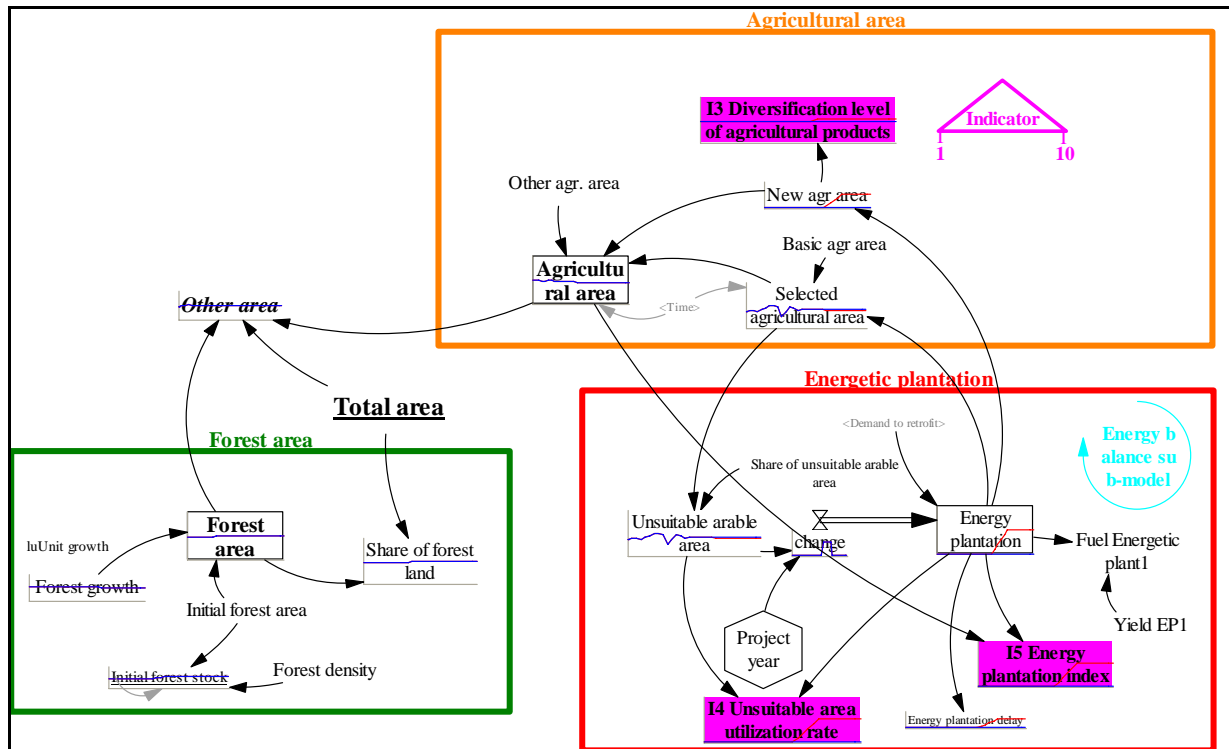 Agricultural area
I3 Diversification level
of agricultural products
Indicator
1
10
Other agr. area
New agr area
Basic agr area
Agricultu
ral area
<Time>
Selected
agricultural area
Other area
Total area
Energetic plantation
<Demand to retrofit>
Energy b
alance su
b-model
Share of unsuitable arable
area
Unsuitable arable
area
change
Energy
plantation
Fuel Energetic
plant1
Yield EP1
Project
year
I5 Energy
plantation index
I4 Unsuitable area
utilization rate
Energy plantation delay
Forest area
luUnit growth
Forest
area
Share of forest
land
Forest growth
Initial forest area
Initial forest stock
Forest density